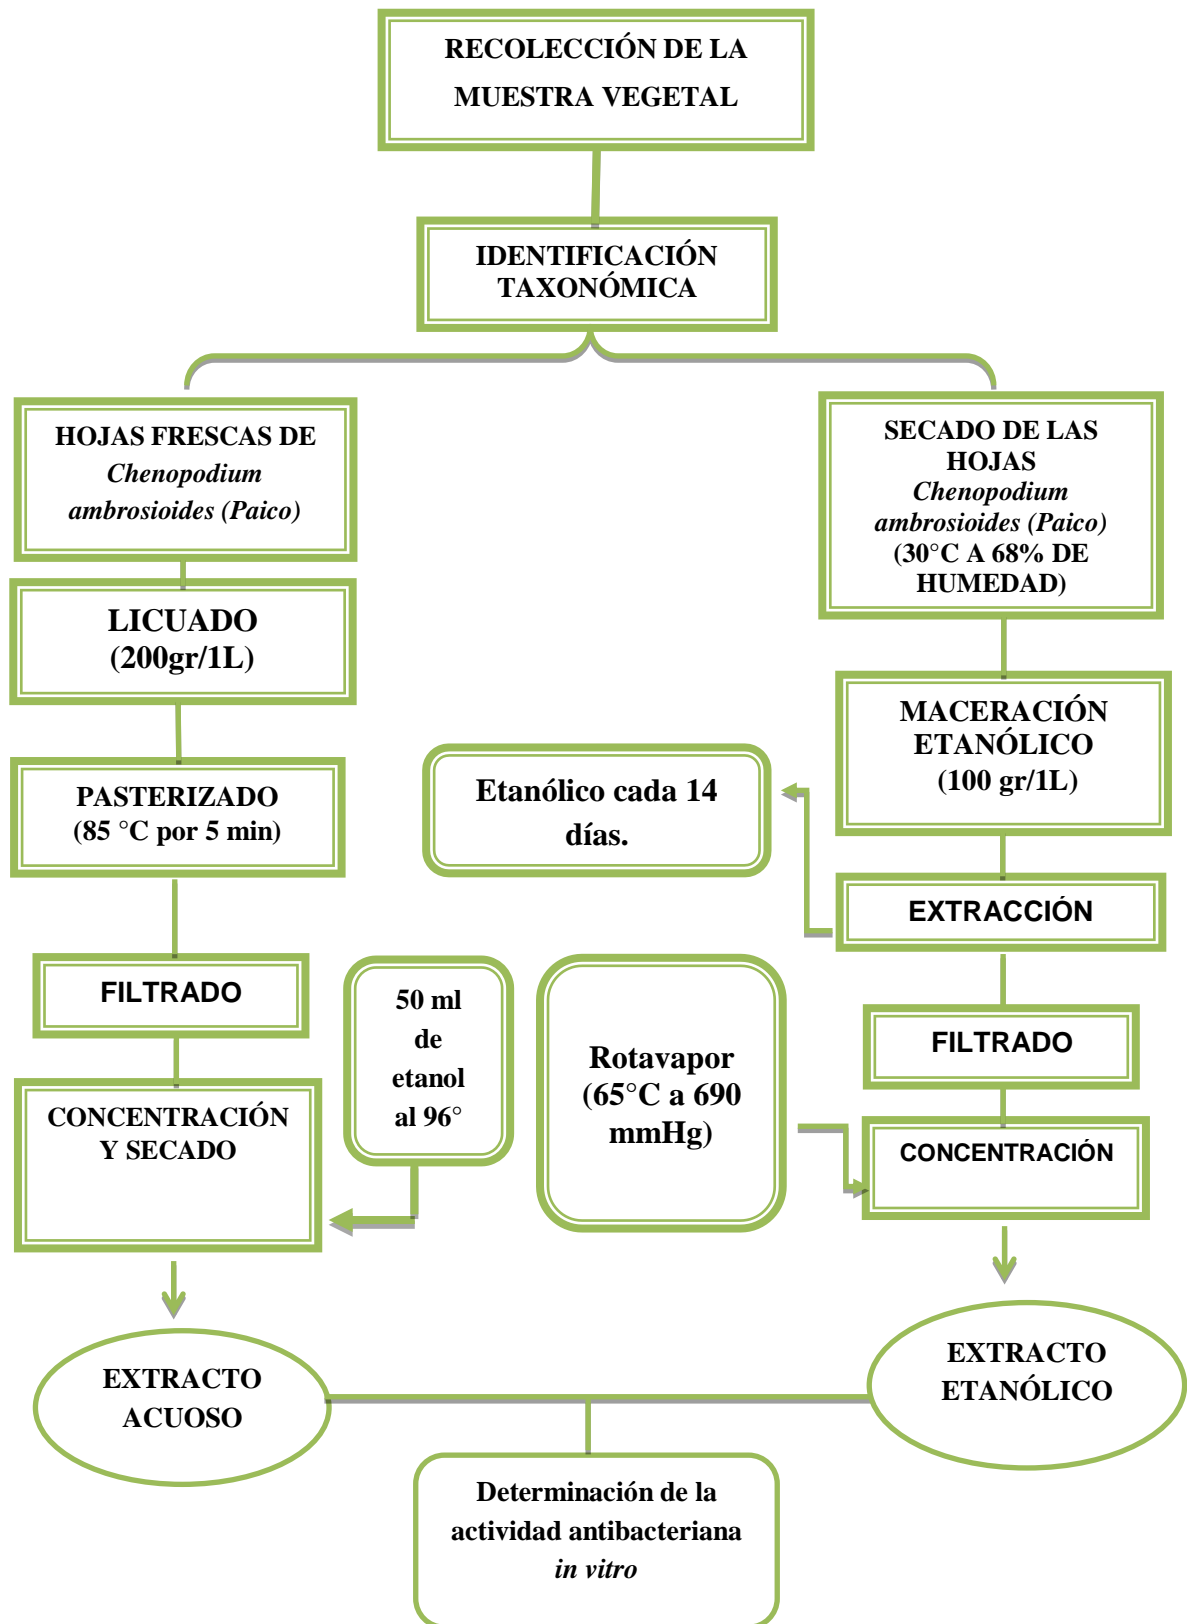 RECOLECCIÓN DE LA
MUESTRA VEGETAL
IDENTIFICACIÓN
TAXONÓMICA
HOJAS FRESCAS DE
Chenopodium
ambrosioides (Paico)
LICUADO
(200gr/1L)
PASTERIZADO
(85 °C por 5 min)
FILTRADO
CONCENTRACIÓN
Y SECADO
50 ml
de
etanol
al 96°
EXTRACTO
ACUOSO
SECADO DE LAS
HOJAS
Chenopodium
ambrosioides (Paico)
(30°C A 68% DE
HUMEDAD)
MACERACIÓN
ETANÓLICO
(100 gr/1L)
Etanólico cada 14
días.
EXTRACCIÓN
FILTRADO
Rotavapor
(65°C a 690
mmHg)
CONCENTRACIÓN
EXTRACTO
ETANÓLICO
Determinación de la
actividad antibacteriana
in vitro